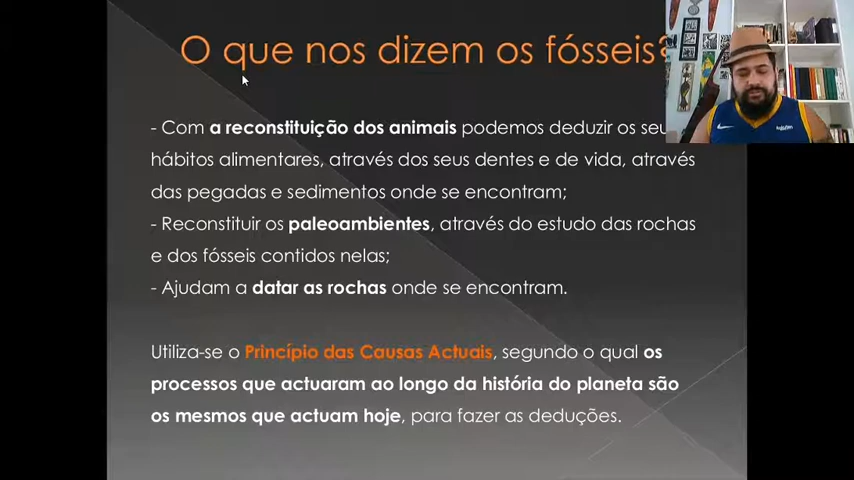 O que nos dizem os fósseis?
- Com a reconstituição dos animais podemos deduzir os seu
hábitos alimentares, através dos seus dentes e de vida, através
das pegadas e sedimentos onde se encontram;
- Reconstituir os paleoambientes, através do estudo das rochas
e dos fósseis contidos nelas;
- Ajudam a datar as rochas onde se encontram.
Utiliza-se o Princípio das Causas Actuais, segundo o qual os
processos que actuaram ao longo da história do planeta são
os mesmos que actuam hoje, para fazer as deduções.